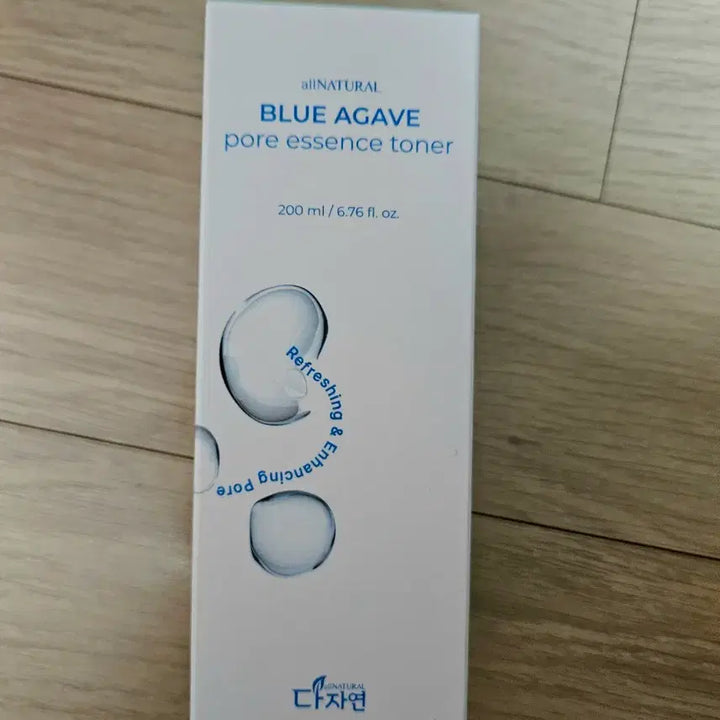 allNATURAL
BLUE AGAVE
pore essence toner
200 ml / 6.76 fl. oz.
Refreshing & Enhancing Pore
allNATURAL
다자연